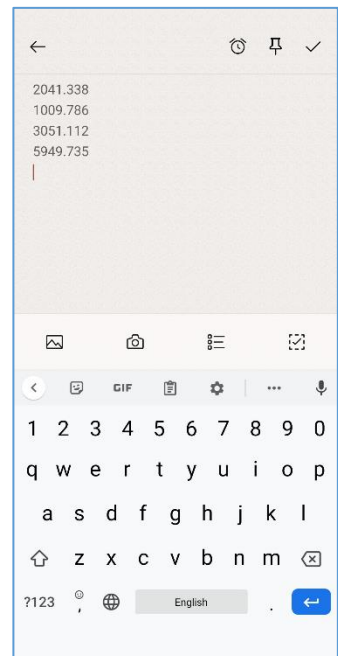 2041.338
1009.786
3051.112
5949.735
GIF
1 2 3 4 5 6 7 8 9 0
q w e r t y u i o p
a s d f g h j k l
z x c v b n m
?123 , English .